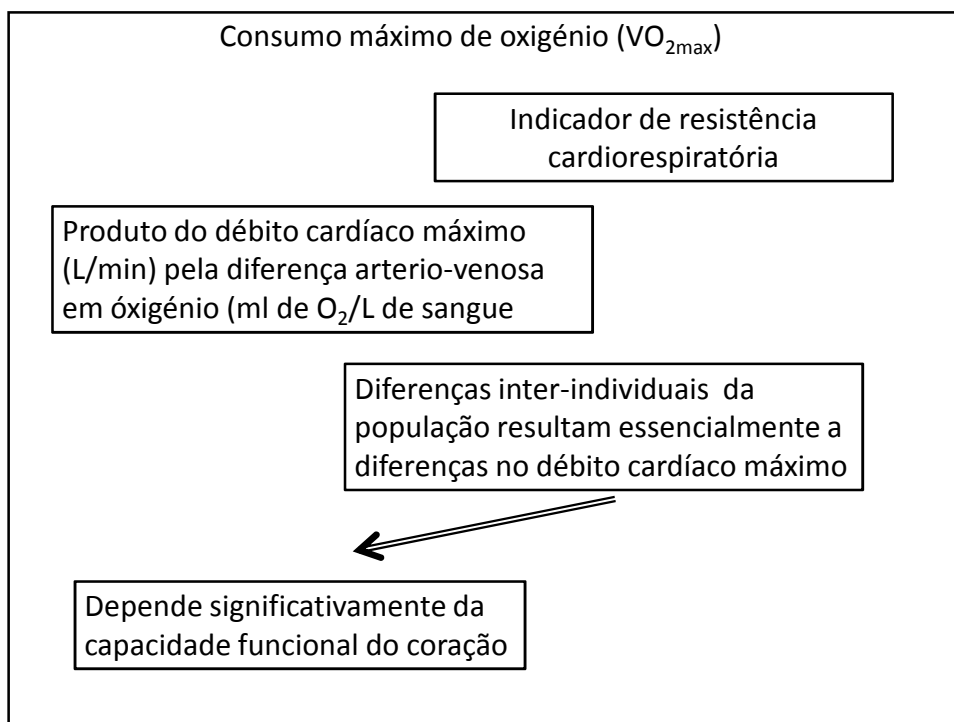 Consumo máximo de oxigénio (VO2max)
Indicador de resistência
cardiorespiratória
Produto do débito cardíaco máximo
(L/min) pela diferença arterio-venosa
em óxigénio (ml de O2/L de sangue
Diferenças inter-individuais da
população resultam essencialmente a
diferenças no débito cardíaco máximo
Depende significativamente da
capacidade funcional do coração